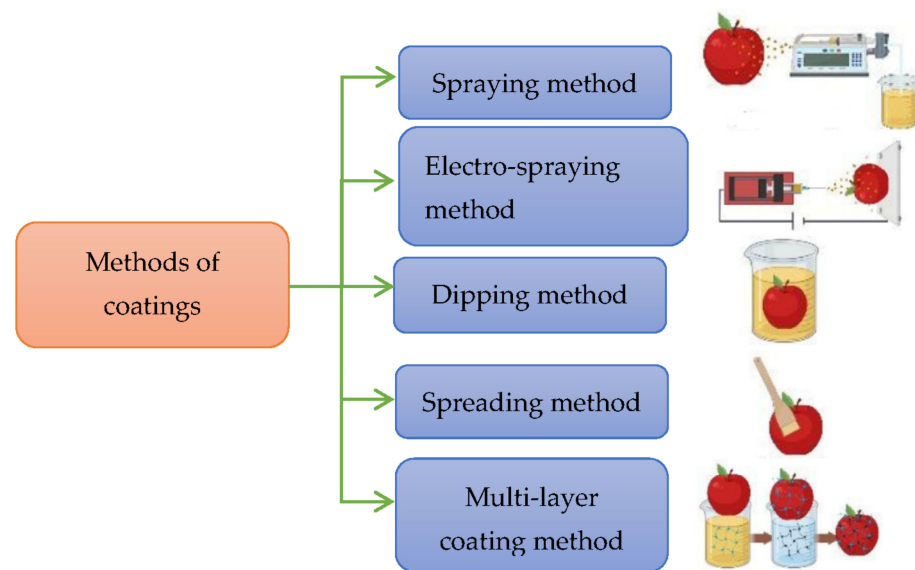 Methods of
coatings
Spraying method
Electro-spraying
method
Dipping method
Spreading method
Multi-layer
coating method